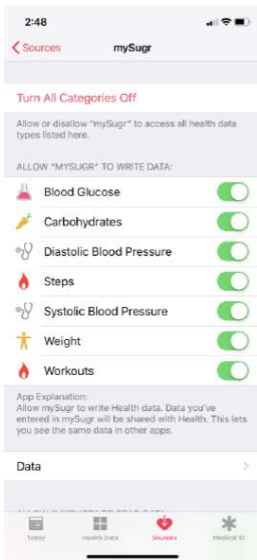 2:48
Sources
mySugr
Turn All Categories Off
Allow or disallow "mySugr" to access all health data
types listed here.
ALLOW "MYSUGR" TO WRITE DATA:
Blood Glucose
Carbohydrates
Diastolic Blood Pressure
Steps
Systolic Blood Pressure
Weight
Workouts
App Explanation:
Allow mySugr to write Health data. Data you've
entered in mySugr will be shared with Health. This lets
you see the same data in other apps.
Data
Today
Health Data
Sources
Medical ID